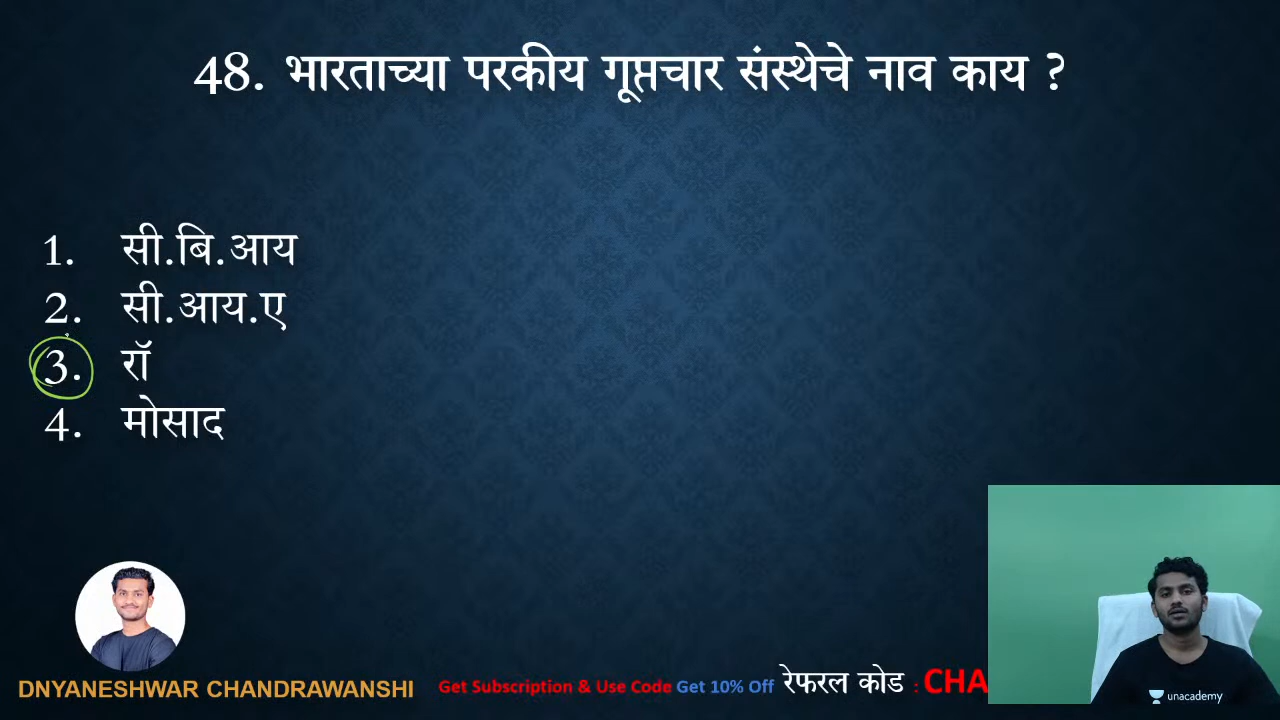 48. भारताच्या परकीय गूप्तचार संस्थेचे नाव काय ?
1. सी.बि.आय
2. सी.आय.ए
3. रॉ
4. मोसाद
DNYANESHWAR CHANDRAWANSHI
Get Subscription & Use Code Get 10% Off रेफरल कोड : CHA
unacademy